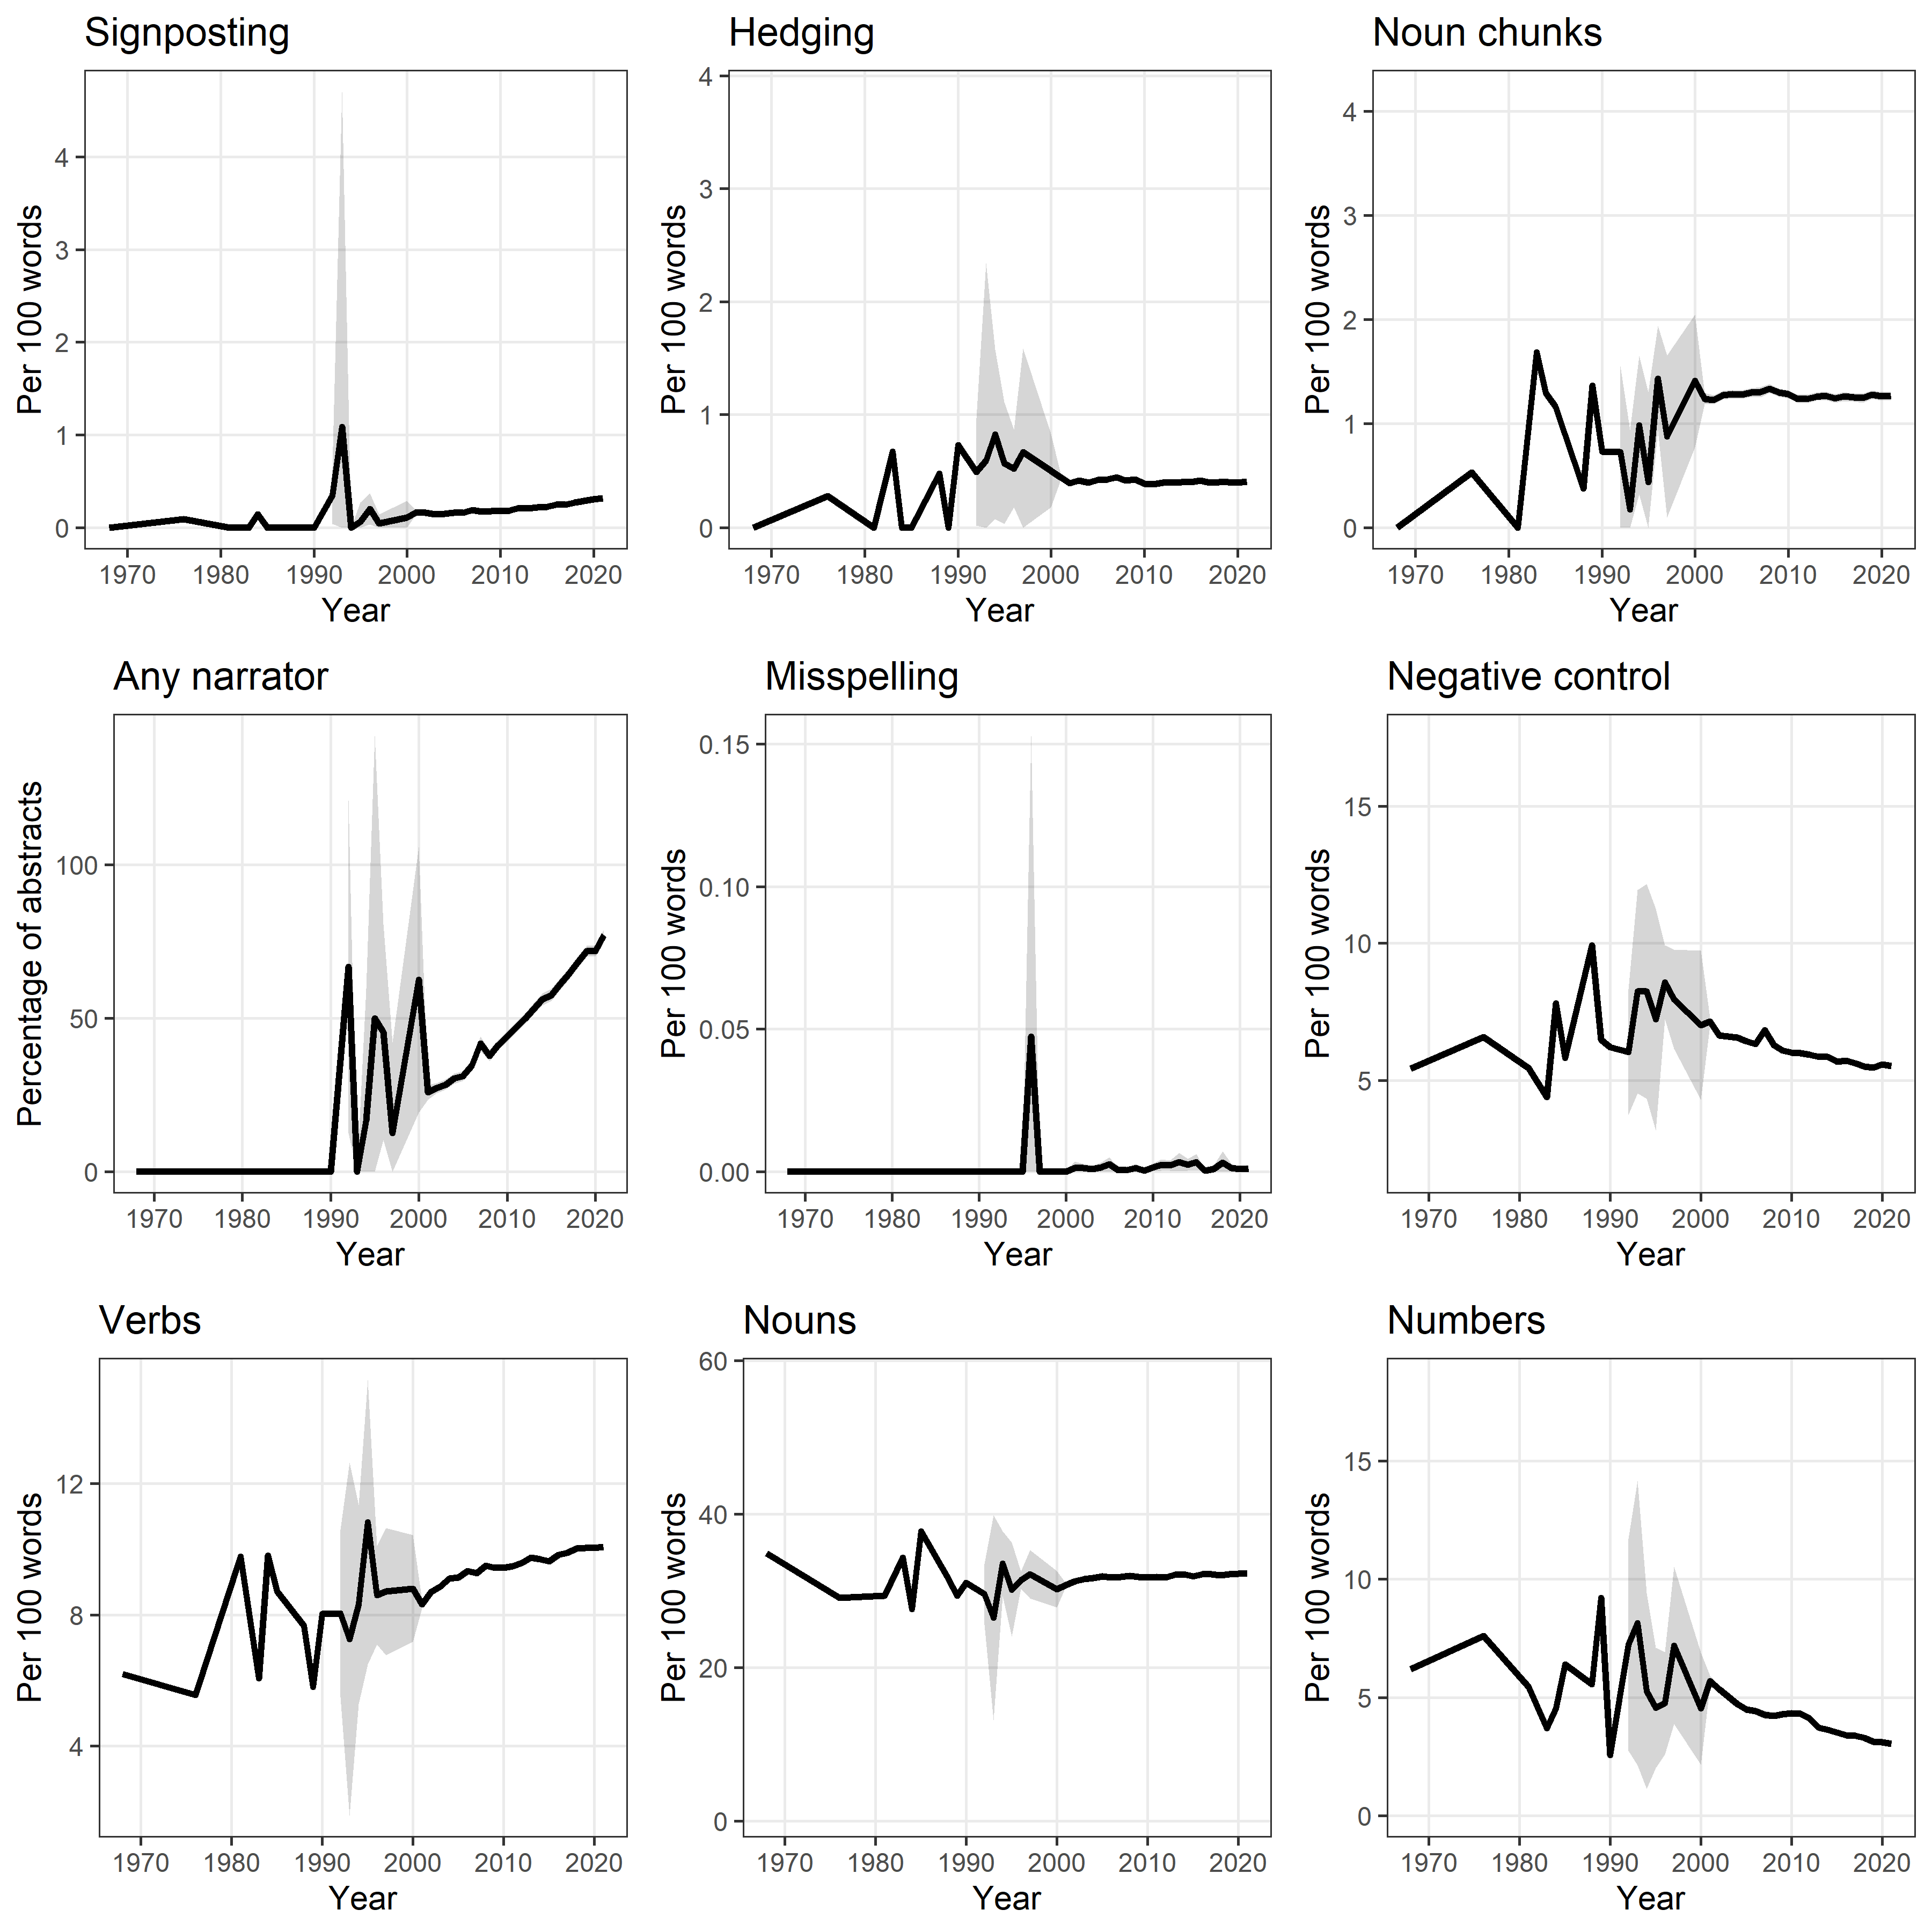 Signposting
Per 100 words
4
3
2
1
0
1970 1980 1990 2000 2010 2020
Year
Hedging
Per 100 words
4
3
2
1
0
1970 1980 1990 2000 2010 2020
Year
Noun chunks
Per 100 words
4
3
2
1
0
1970 1980 1990 2000 2010 2020
Year
Any narrator
Percentage of abstracts
100
50
0
1970 1980 1990 2000 2010 2020
Year
Misspelling
Per 100 words
0.15
0.10
0.05
0.00
1970 1980 1990 2000 2010 2020
Year
Negative control
Per 100 words
15
10
5
1970 1980 1990 2000 2010 2020
Year
Verbs
Per 100 words
12
8
4
1970 1980 1990 2000 2010 2020
Year
Nouns
Per 100 words
60
40
20
0
1970 1980 1990 2000 2010 2020
Year
Numbers
Per 100 words
15
10
5
0
1970 1980 1990 2000 2010 2020
Year